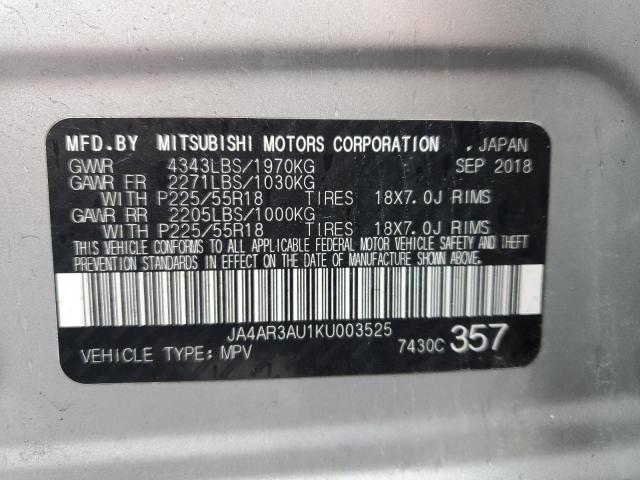 MFD.BY MITSUBISHI MOTORS CORPORATION . JAPAN
GVWR 4343LBS/1970KG SEP 2018
GAWR FR 2271LBS/1030KG
WITH P225/55R18 TIRES 18X7.0J RIMS
GAWR RR 2205LBS/1000KG
WITH P225/55R18 TIRES 18X7.0J RIMS
THIS VEHICLE CONFORMS TO ALL APPLICABLE FEDERAL MOTOR VEHICLE SAFETY AND THEFT
PREVENTION STANDARDS IN EFFECT ON THE DATE OF MANUFACTURE SHOWN ABOVE.
JA4AR3AU1KU003525
VEHICLE TYPE: MPV 7430C 357